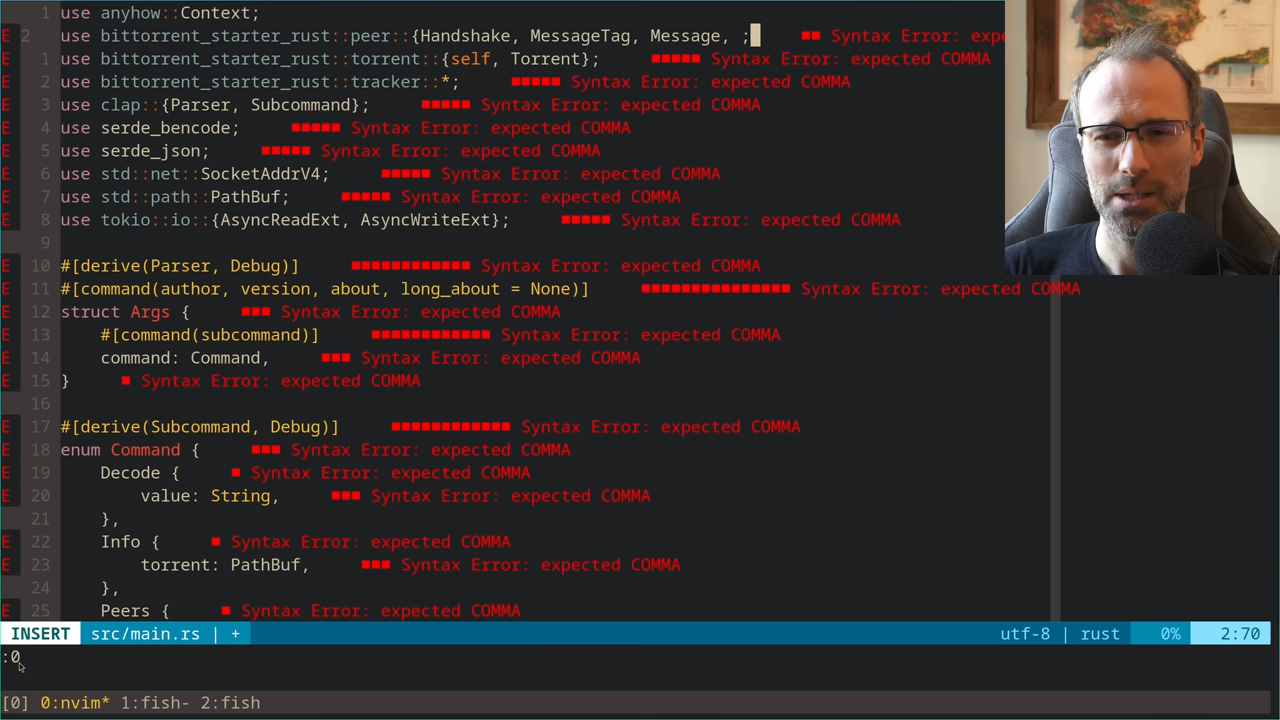 1 use anyhow::Context;
E 2 use bittorrent_starter_rust::peer::{Handshake, MessageTag, Message, ; ■■ Syntax Error: expe
E 1 use bittorrent_starter_rust::torrent::{self, Torrent}; ■■■■■ Syntax Error: expected COMMA
E 2 use bittorrent_starter_rust::tracker::*; ■■■■■ Syntax Error: expected COMMA
E 3 use clap::{Parser, Subcommand}; ■■■■■ Syntax Error: expected COMMA
E 4 use serde_bencode; ■■■■■ Syntax Error: expected COMMA
E 5 use serde_json; ■■■■■ Syntax Error: expected COMMA
E 6 use std::net::SocketAddrV4; ■■■■■ Syntax Error: expected COMMA
E 7 use std::path::PathBuf; ■■■■■ Syntax Error: expected COMMA
E 8 use tokio::io::{AsyncReadExt, AsyncWriteExt}; ■■■■■ Syntax Error: expected COMMA
9
E 10 #[derive(Parser, Debug)] ■■■■■■■■■■■■ Syntax Error: expected COMMA
E 11 #[command(author, version, about, long_about = None)] ■■■■■■■■■■■■■■■ Syntax Error: expected COMMA
E 12 struct Args { ■■■ Syntax Error: expected COMMA
E 13 #[command(subcommand)] ■■■■■■■■■■■■ Syntax Error: expected COMMA
E 14 command: Command, ■■■ Syntax Error: expected COMMA
E 15 } ■ Syntax Error: expected COMMA
16
E 17 #[derive(Subcommand, Debug)] ■■■■■■■■■■■■ Syntax Error: expected COMMA
E 18 enum Command { ■■■ Syntax Error: expected COMMA
E 19 Decode { ■ Syntax Error: expected COMMA
E 20 value: String, ■■■ Syntax Error: expected COMMA
21 },
E 22 Info { ■ Syntax Error: expected COMMA
E 23 torrent: PathBuf, ■■■ Syntax Error: expected COMMA
24 },
E 25 Peers { ■ Syntax Error: expected COMMA
INSERT src/main.rs | + utf-8 | rust 0% 2:70
:0
[0] 0:nvim* 1:fish- 2:fish